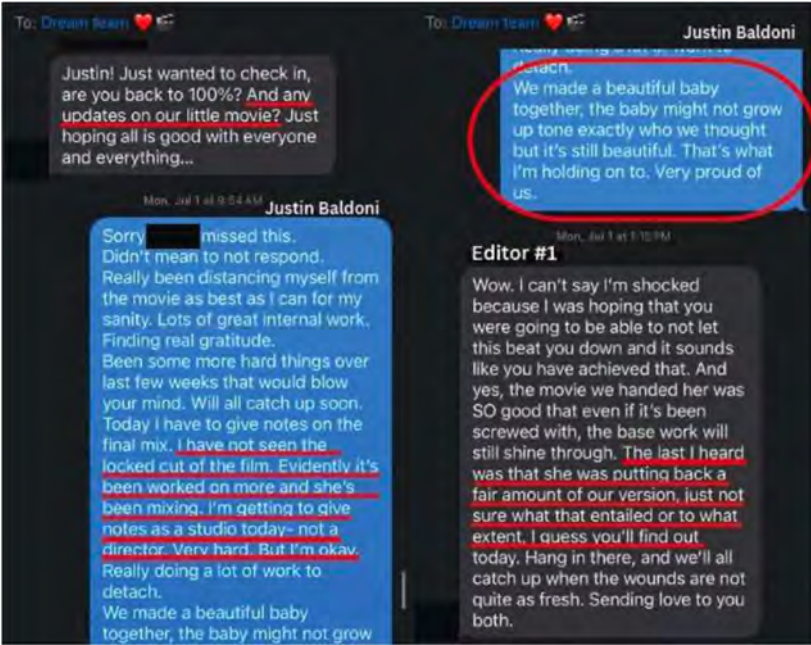 To: Dream team ❤️🎬
Justin! Just wanted to check in,
are you back to 100%? And any
updates on our little movie? Just
hoping all is good with everyone
and everything...
Mon, Jul 1 at 9:54 AM
Justin Baldoni
Sorry missed this.
Didn't mean to not respond.
Really been distancing myself from
the movie as best as I can for my
sanity. Lots of great internal work.
Finding real gratitude.
Been some more hard things over
last few weeks that would blow
your mind. Will all catch up soon.
Today I have to give notes on the
final mix. I have not seen the
locked cut of the film. Evidently it's
been worked on more and she's
been mixing. I'm getting to give
notes as a studio today- not a
director. Very hard. But I'm okay.
Really doing a lot of work to
detach.
We made a beautiful baby
together, the baby might not grow
To: Dream team ❤️🎬
Justin Baldoni
detach.
We made a beautiful baby
together, the baby might not grow
up tone exactly who we thought
but it's still beautiful. That's what
I'm holding on to. Very proud of
us.
Mon, Jul 1 at 1:15 PM
Editor #1
Wow. I can't say I'm shocked
because I was hoping that you
were going to be able to not let
this beat you down and it sounds
like you have achieved that. And
yes, the movie we handed her was
SO good that even if it's been
screwed with, the base work will
still shine through. The last I heard
was that she was putting back a
fair amount of our version, just not
sure what that entailed or to what
extent. I guess you'll find out
today. Hang in there, and we'll all
catch up when the wounds are not
quite as fresh. Sending love to you
both.